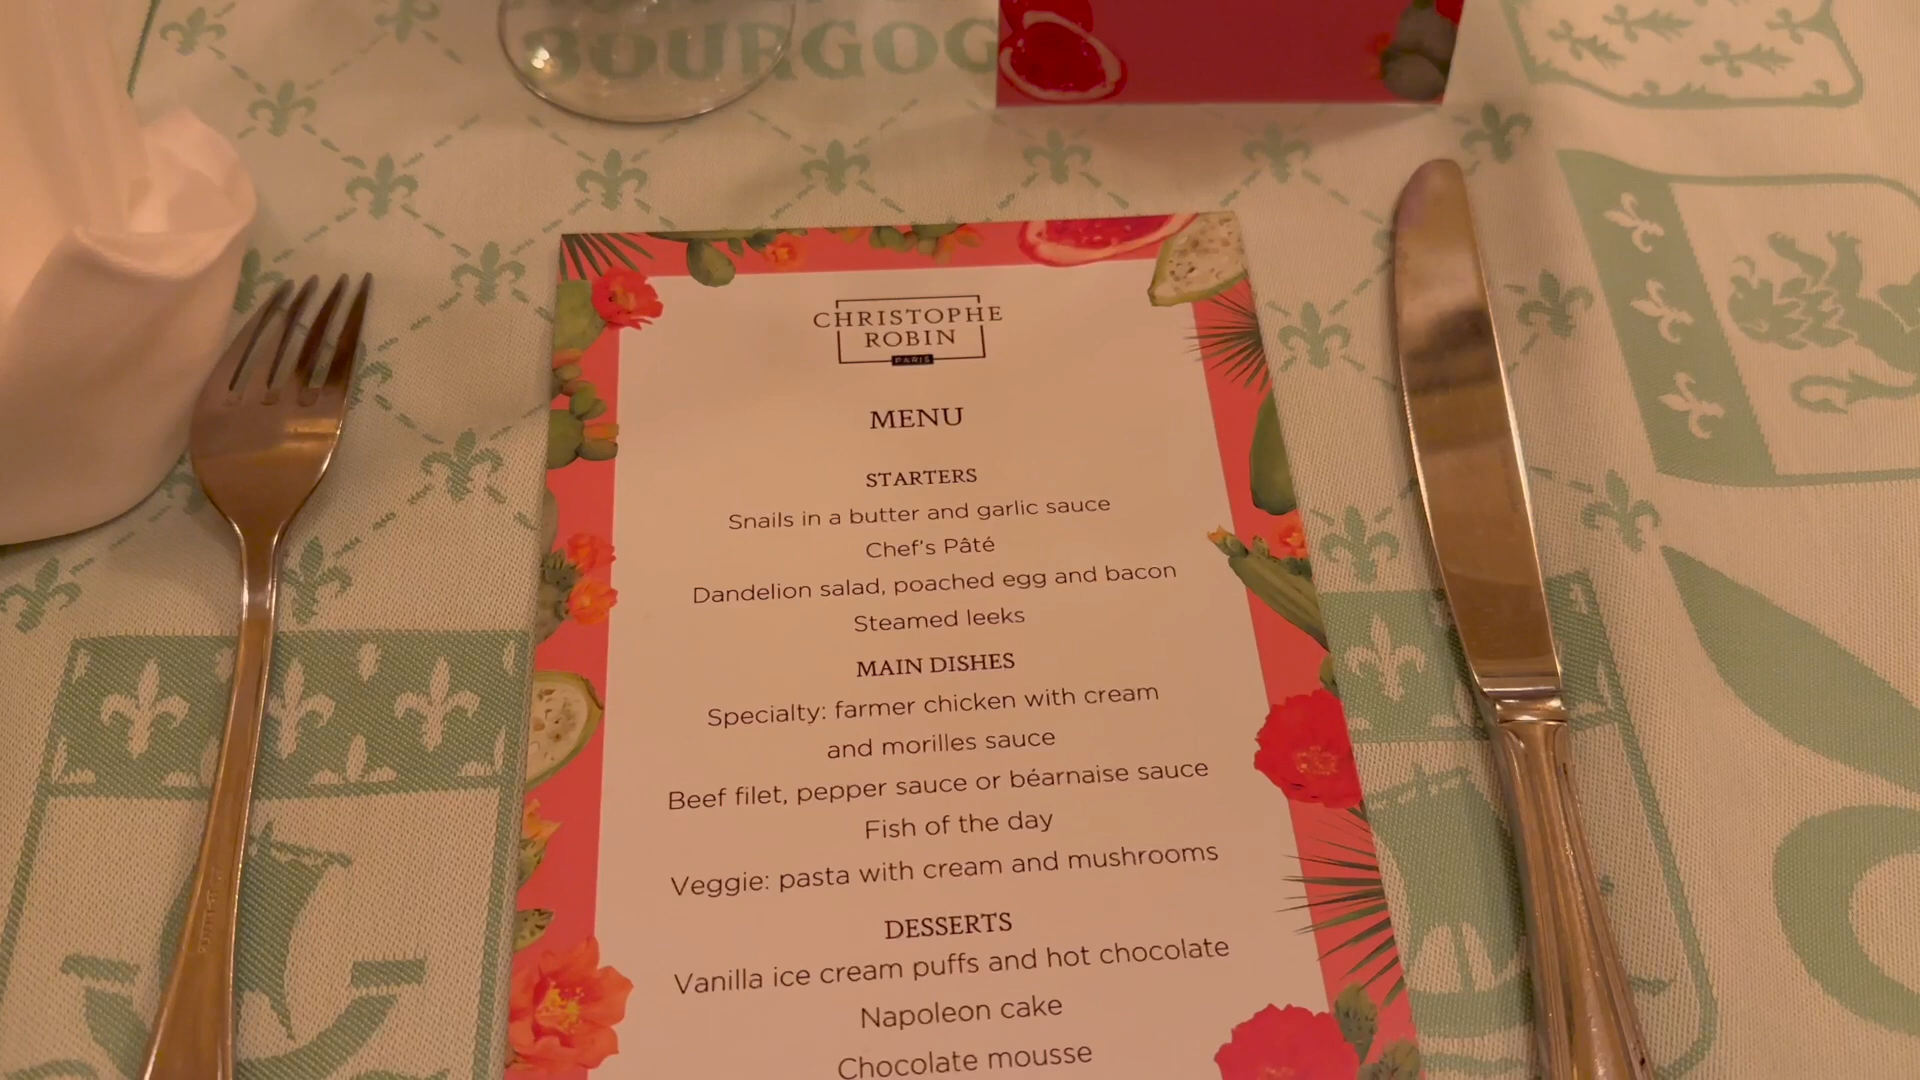 BOURGOG
CHRISTOPHE
ROBIN
PARIS
MENU
STARTERS
Snails in a butter and garlic sauce
Chef's Pâté
Dandelion salad, poached egg and bacon
Steamed leeks
MAIN DISHES
Specialty: farmer chicken with cream
and morilles sauce
Beef filet, pepper sauce or béarnaise sauce
Fish of the day
Veggie: pasta with cream and mushrooms
DESSERTS
Vanilla ice cream puffs and hot chocolate
Napoleon cake
Chocolate mousse